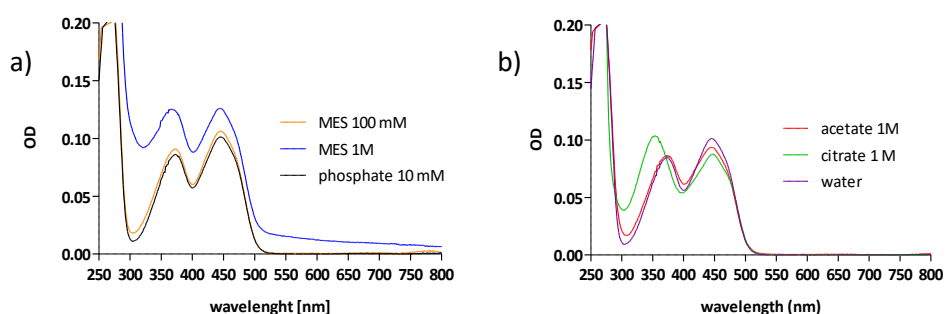 a)
OD
0.20
0.15
0.10
0.05
0.00
250 300 350 400 450 500 550 600 650 700 750 800
wavelenght [nm]
MES 100 mM
MES 1M
phosphate 10 mM
b)
OD
0.20
0.15
0.10
0.05
0.00
250 300 350 400 450 500 550 600 650 700 750 800
wavelength (nm)
acetate 1M
citrate 1 M
water